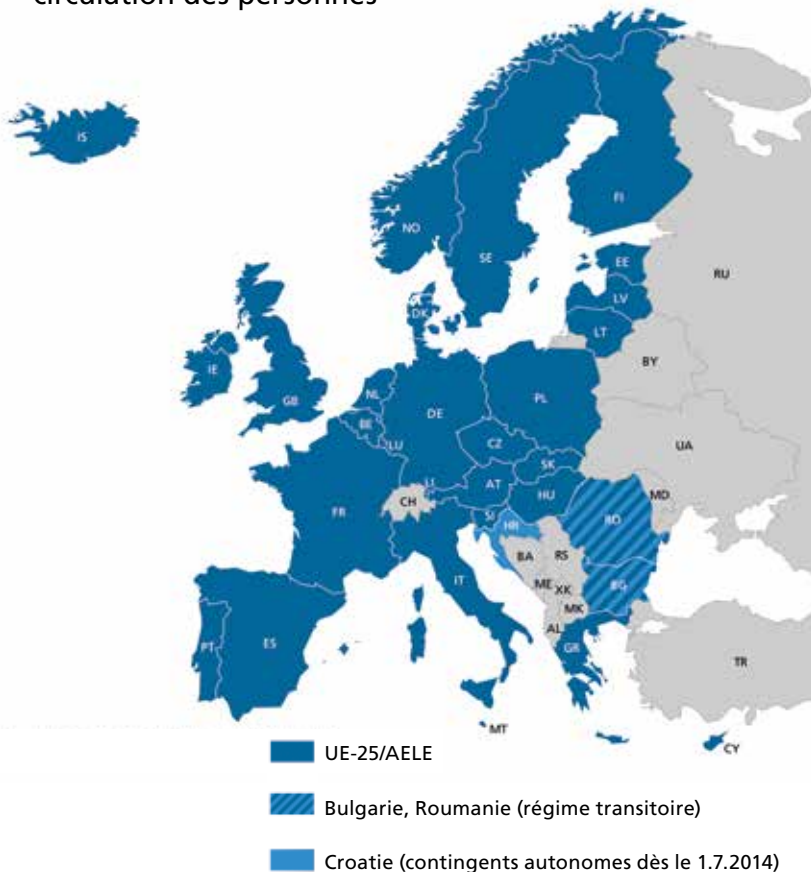 circulation des personnes
IS
NO
SE
FI
EE
LV
LT
RU
DK
IE
GB
NL
BE
LU
DE
PL
BY
UA
CZ
SK
LI
AT
HU
MD
FR
CH
SI
HR
RO
BA
RS
IT
ME
XK
BG
MK
AL
PT
ES
GR
TR
MT
CY
UE-25/AELE
Bulgarie, Roumanie (régime transitoire)
Croatie (contingents autonomes dès le 1.7.2014)